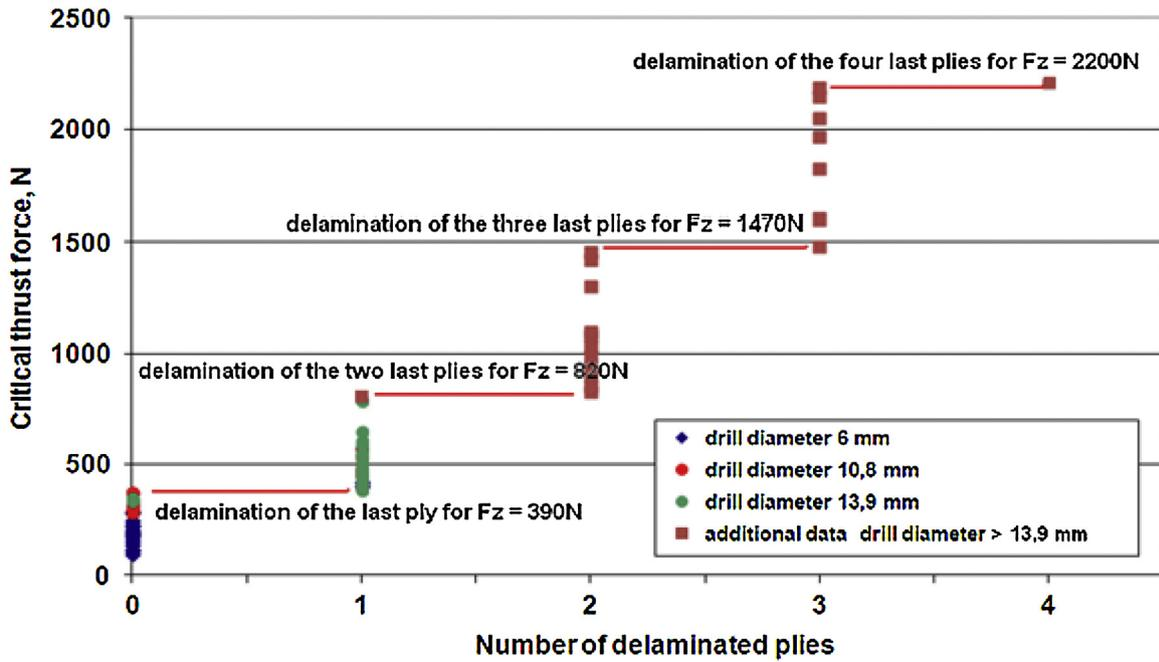 2500
delamination of the four last plies for Fz = 2200N
2000
delamination of the three last plies for Fz = 1470N
1500
Critical thrust force, N
1000
delamination of the two last plies for Fz = 820N
500
drill diameter 6 mm
drill diameter 10,8 mm
drill diameter 13,9 mm
additional data drill diameter > 13,9 mm
delamination of the last ply for Fz = 390N
0
0 1 2 3 4
Number of delaminated plies